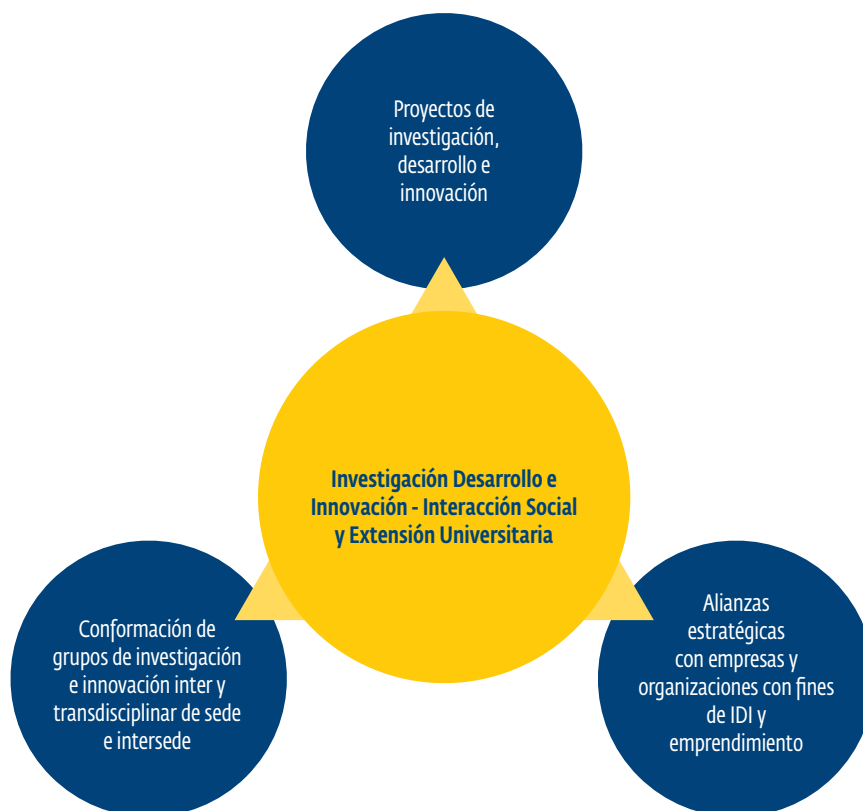 Proyectos de
investigación,
desarrollo e
innovación
Investigación Desarrollo e
Innovación - Interacción Social
y Extensión Universitaria
Conformación de
grupos de investigación
e innovación inter y
transdisciplinar de sede
e intersede
Alianzas
estratégicas
con empresas y
organizaciones con fines
de IDI y
emprendimiento